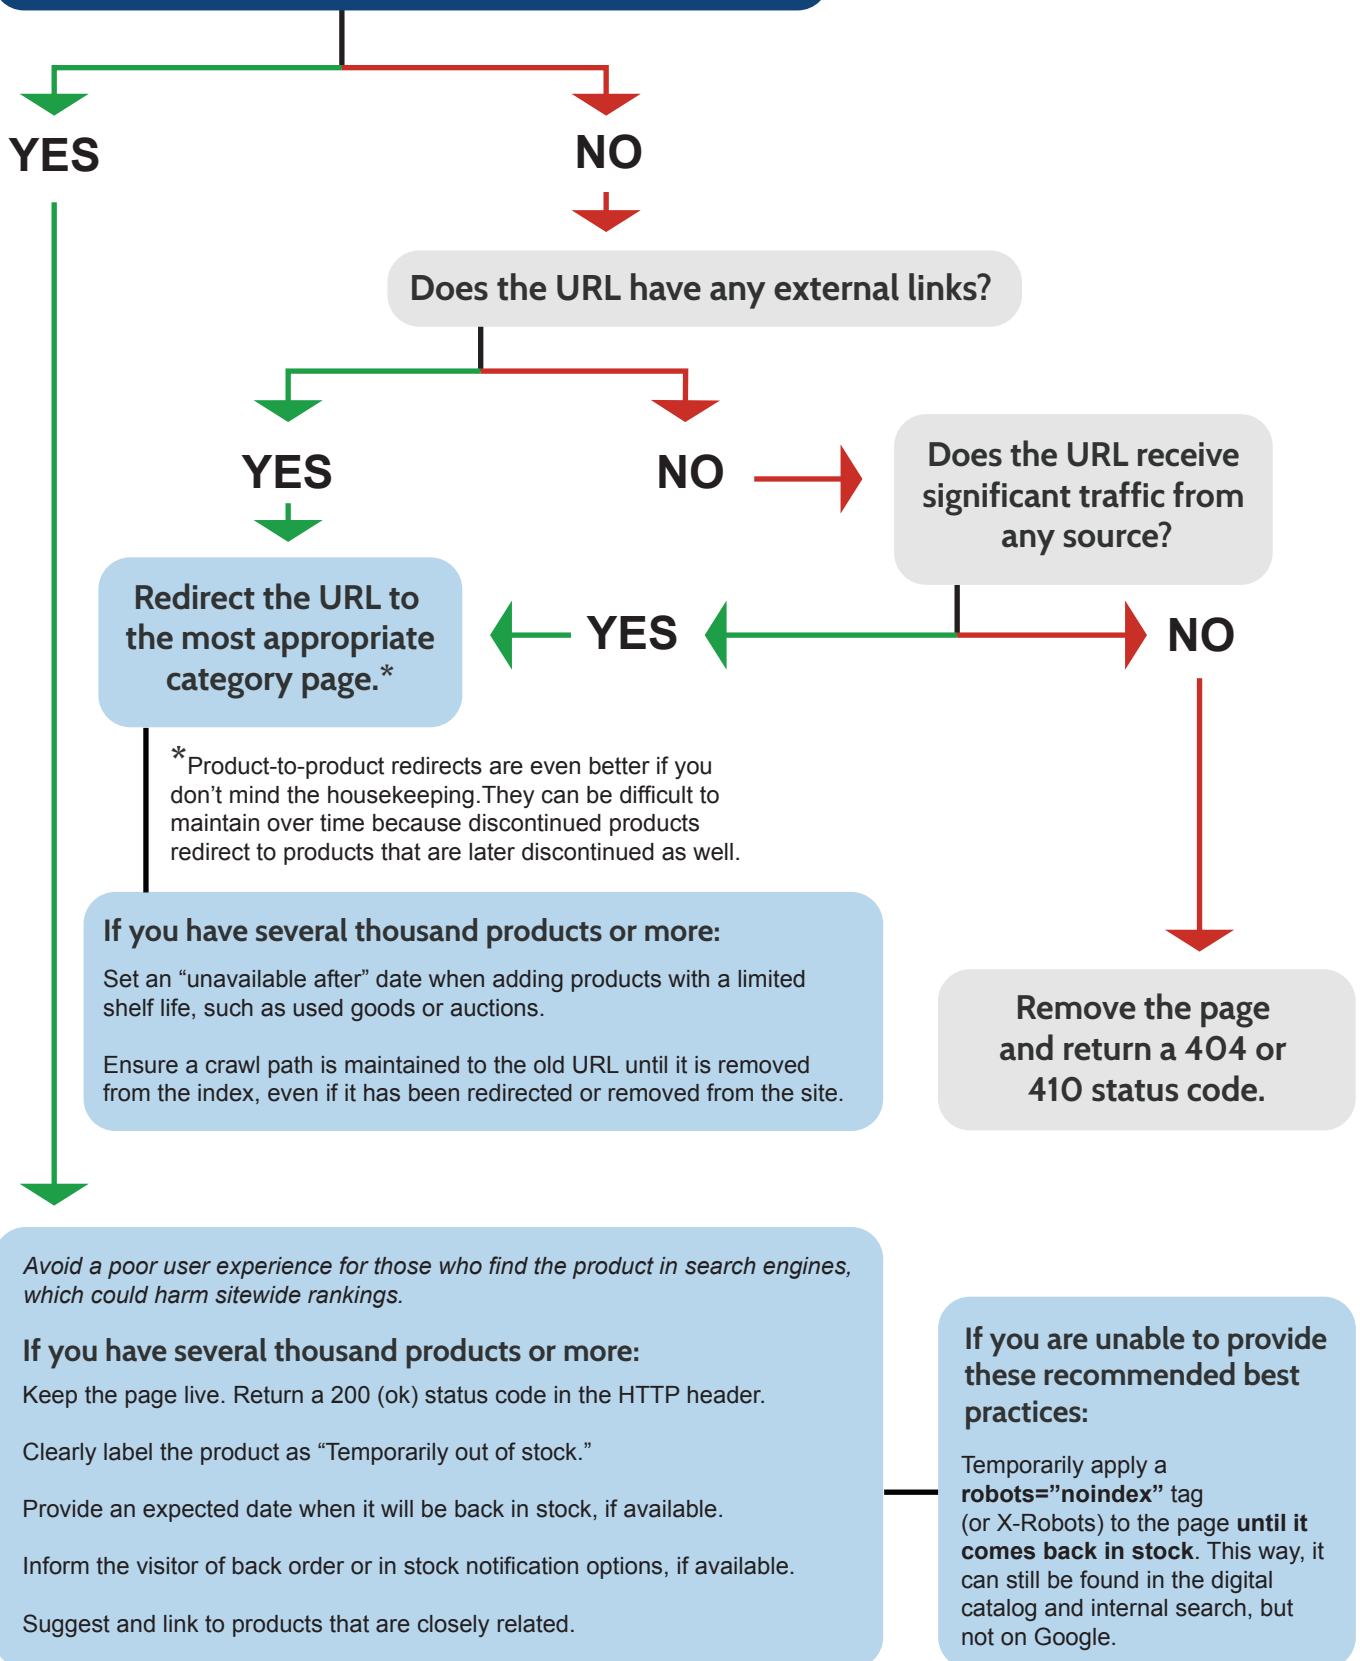 YES
NO
Does the URL have any external links?
YES
NO
Does the URL receive
significant traffic from
any source?
Redirect the URL to
the most appropriate
category page.*
YES
NO
*Product-to-product redirects are even better if you
don’t mind the housekeeping.They can be difficult to
maintain over time because discontinued products
redirect to products that are later discontinued as well.
If you have several thousand products or more:
Set an “unavailable after” date when adding products with a limited
shelf life, such as used goods or auctions.
Ensure a crawl path is maintained to the old URL until it is removed
from the index, even if it has been redirected or removed from the site.
Remove the page
and return a 404 or
410 status code.
Avoid a poor user experience for those who find the product in search engines,
which could harm sitewide rankings.
If you have several thousand products or more:
Keep the page live. Return a 200 (ok) status code in the HTTP header.
Clearly label the product as “Temporarily out of stock.”
Provide an expected date when it will be back in stock, if available.
Inform the visitor of back order or in stock notification options, if available.
Suggest and link to products that are closely related.
If you are unable to provide
these recommended best
practices:
Temporarily apply a
robots=”noindex” tag
(or X-Robots) to the page until it
comes back in stock. This way, it
can still be found in the digital
catalog and internal search, but
not on Google.